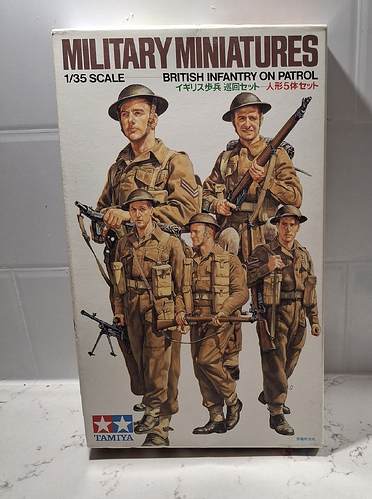 MILITARY MINIATURES
1/35 SCALE
BRITISH INFANTRY ON PATROL
イギリス歩兵 巡回セット 人形5体セット
TAMIYA